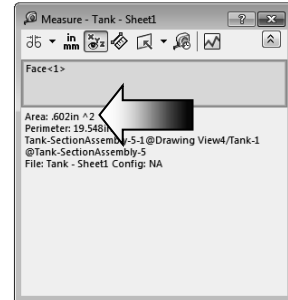 Measure - Tank - Sheet1
in
mm
Face<1>
Area: .602in ^2
Perimeter: 19.548in
Tank-SectionAssembly-5-1@Drawing View4/Tank-1
@Tank-SectionAssembly-5
File: Tank - Sheet1 Config: NA